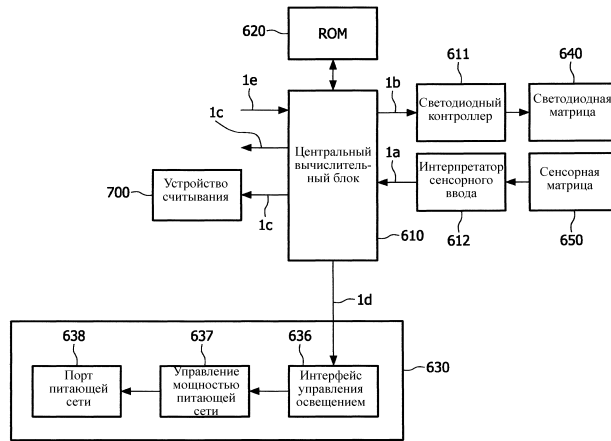 620
ROM
611
640
1e
1b
Светодиодный
контроллер
Светодиодная
матрица
1c
Центральный
вычислитель-
ный блок
1a
Интерпретатор
сенсорного
ввода
Сенсорная
матрица
700
Устройство
считывания
1c
610
612
650
1d
638
637
636
630
Порт
питающей
сети
Управление
мощностью
питающей
сети
Интерфейс
управления
освещением